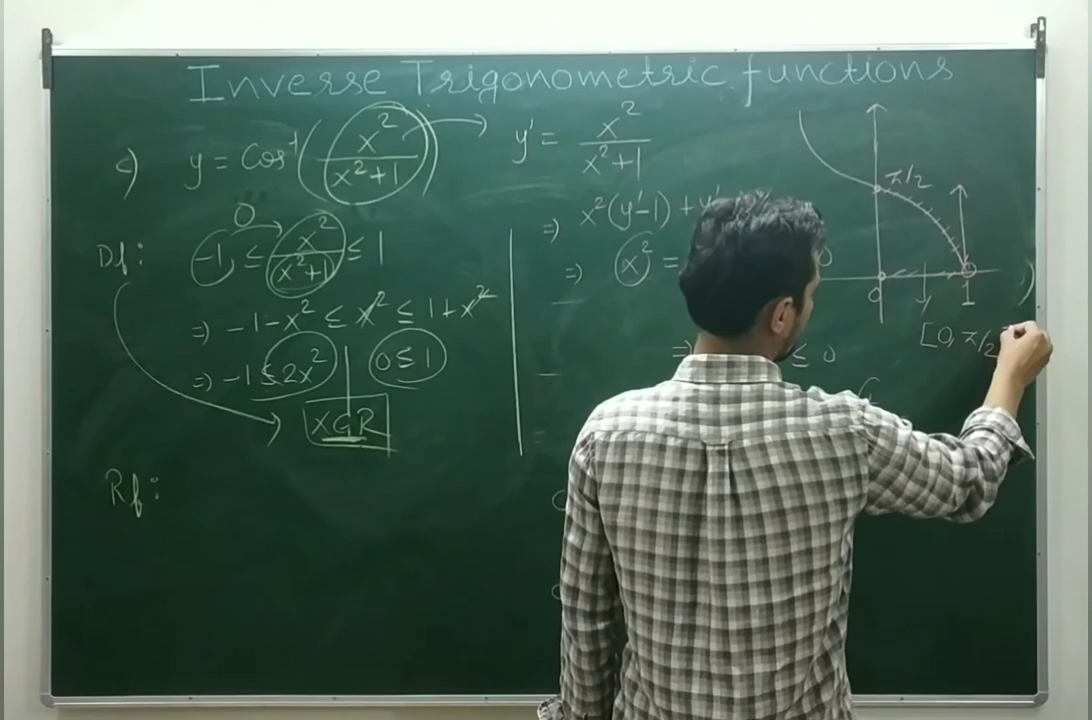 Inverse Trigonometric functions
c) y = Cos⁻¹(x²/(x²+1)) → y' = x²/(x²+1)
Df: -1 ≤ x²/(x²+1) ≤ 1
0
⇒ -1-x² ≤ x² ≤ 1+x²
⇒ -1 ≤ 2x² | 0 ≤ 1
x∈R
Rf:
⇒ x²(y'-1) + y'
⇒ x² =
⇒ ≤ 0
π/2
0 1
[0, π/2